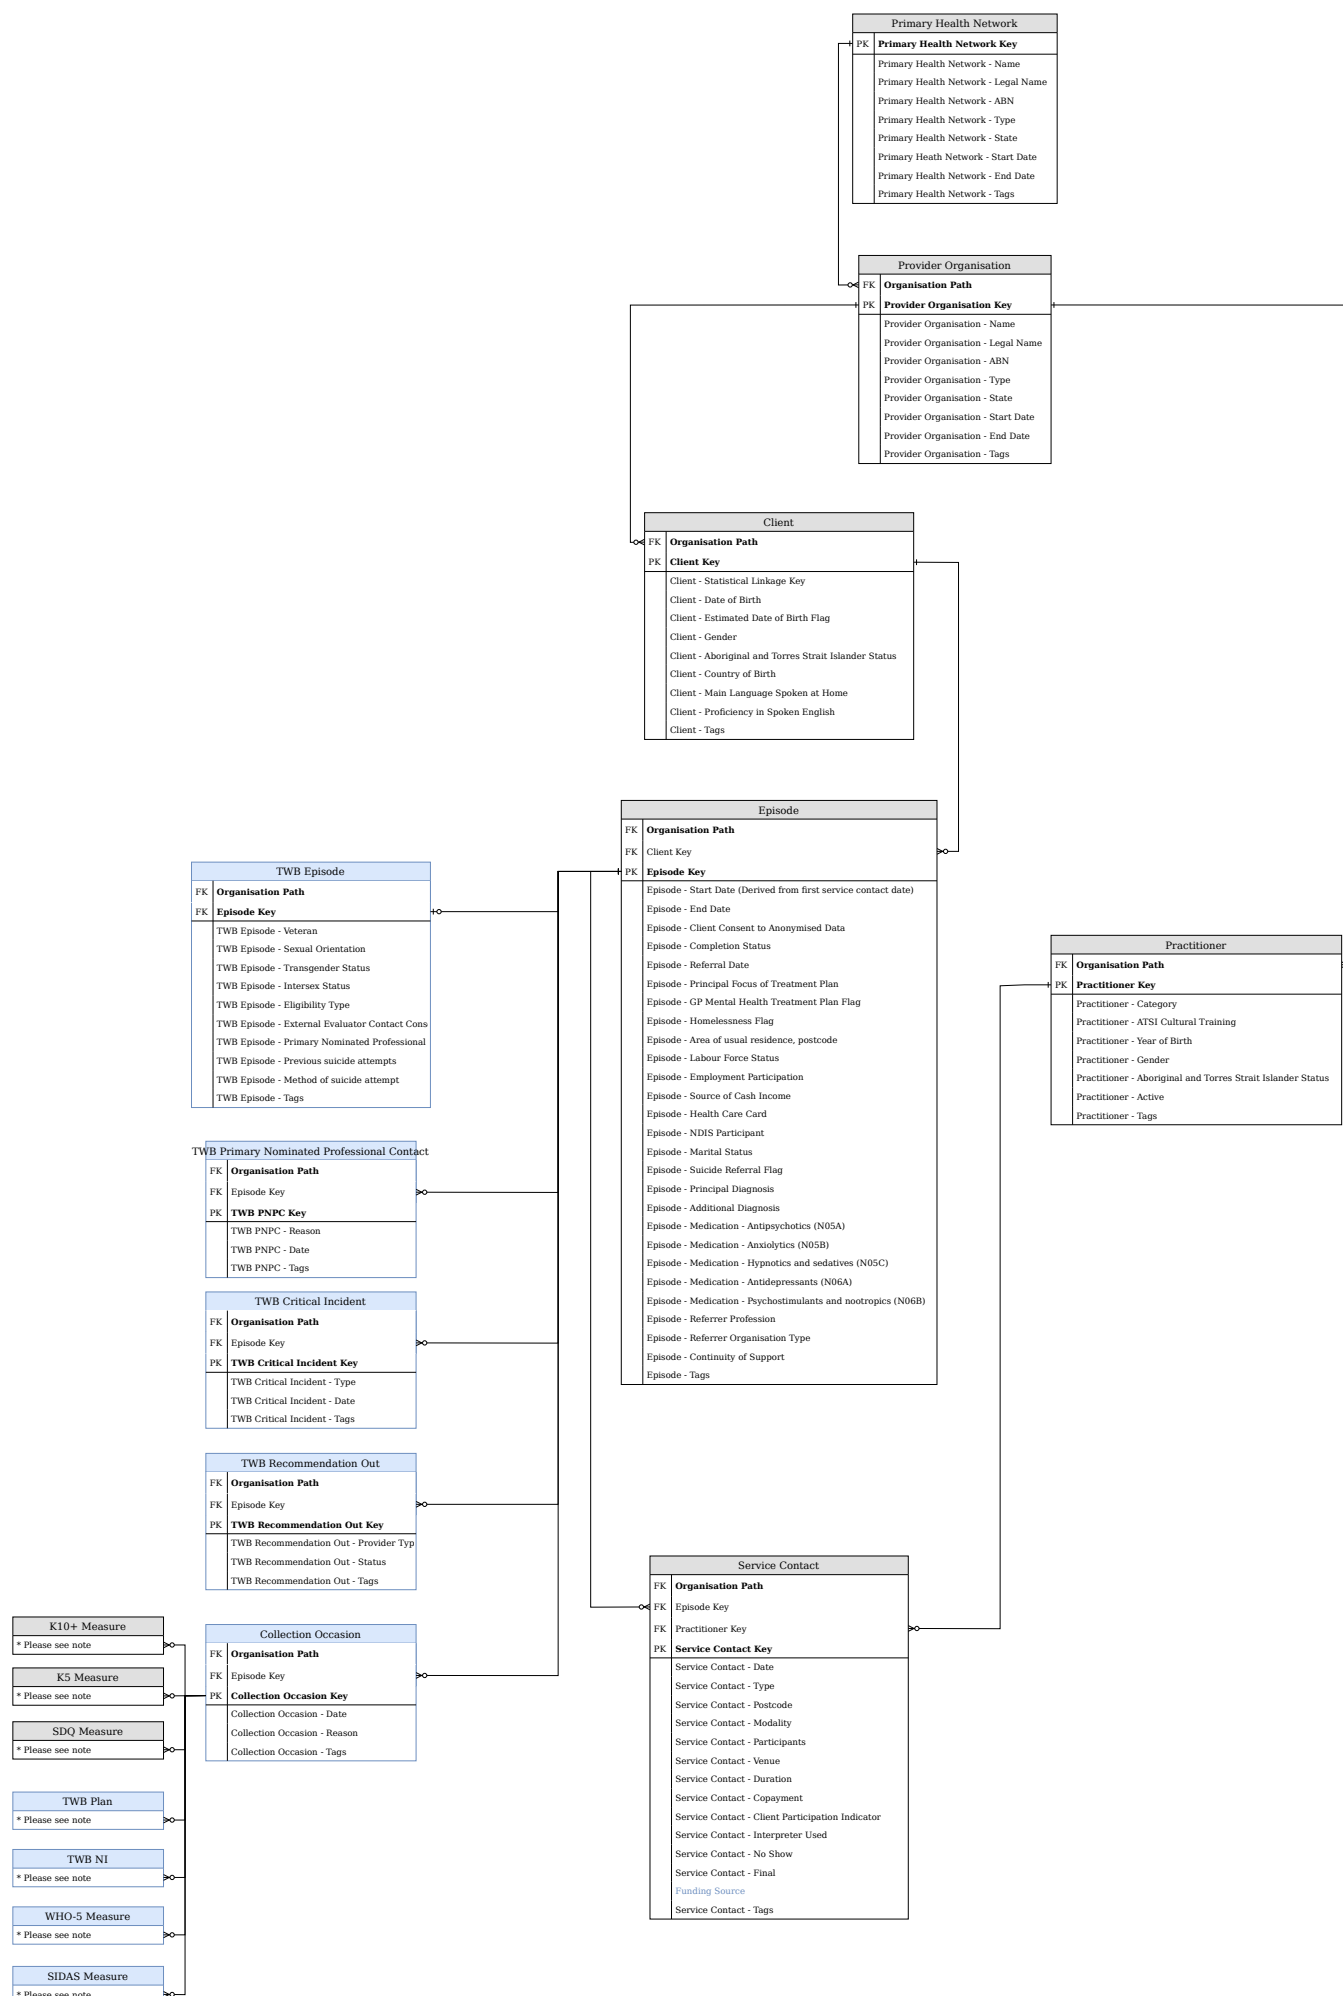 Primary Health Network
PK Primary Health Network Key
Primary Health Network - Name
Primary Health Network - Legal Name
Primary Health Network - ABN
Primary Health Network - Type
Primary Health Network - State
Primary Heath Network - Start Date
Primary Health Network - End Date
Primary Health Network - Tags
Provider Organisation
FK Organisation Path
PK Provider Organisation Key
Provider Organisation - Name
Provider Organisation - Legal Name
Provider Organisation - ABN
Provider Organisation - Type
Provider Organisation - State
Provider Organisation - Start Date
Provider Organisation - End Date
Provider Organisation - Tags
Client
FK Organisation Path
PK Client Key
Client - Statistical Linkage Key
Client - Date of Birth
Client - Estimated Date of Birth Flag
Client - Gender
Client - Aboriginal and Torres Strait Islander Status
Client - Country of Birth
Client - Main Language Spoken at Home
Client - Proficiency in Spoken English
Client - Tags
Episode
FK Organisation Path
FK Client Key
PK Episode Key
Episode - Start Date (Derived from first service contact date)
Episode - End Date
Episode - Client Consent to Anonymised Data
Episode - Completion Status
Episode - Referral Date
Episode - Principal Focus of Treatment Plan
Episode - GP Mental Health Treatment Plan Flag
Episode - Homelessness Flag
Episode - Area of usual residence, postcode
Episode - Labour Force Status
Episode - Employment Participation
Episode - Source of Cash Income
Episode - Health Care Card
Episode - NDIS Participant
Episode - Marital Status
Episode - Suicide Referral Flag
Episode - Principal Diagnosis
Episode - Additional Diagnosis
Episode - Medication - Antipsychotics (N05A)
Episode - Medication - Anxiolytics (N05B)
Episode - Medication - Hypnotics and sedatives (N05C)
Episode - Medication - Antidepressants (N06A)
Episode - Medication - Psychostimulants and nootropics (N06B)
Episode - Referrer Profession
Episode - Referrer Organisation Type
Episode - Continuity of Support
Episode - Tags
TWB Episode
FK Organisation Path
FK Episode Key
TWB Episode - Veteran
TWB Episode - Sexual Orientation
TWB Episode - Transgender Status
TWB Episode - Intersex Status
TWB Episode - Eligibility Type
TWB Episode - External Evaluator Contact Cons
TWB Episode - Primary Nominated Professional
TWB Episode - Previous suicide attempts
TWB Episode - Method of suicide attempt
TWB Episode - Tags
Practitioner
FK Organisation Path
PK Practitioner Key
Practitioner - Category
Practitioner - ATSI Cultural Training
Practitioner - Year of Birth
Practitioner - Gender
Practitioner - Aboriginal and Torres Strait Islander Status
Practitioner - Active
Practitioner - Tags
TWB Primary Nominated Professional Contact
FK Organisation Path
FK Episode Key
PK TWB PNPC Key
TWB PNPC - Reason
TWB PNPC - Date
TWB PNPC - Tags
TWB Critical Incident
FK Organisation Path
FK Episode Key
PK TWB Critical Incident Key
TWB Critical Incident - Type
TWB Critical Incident - Date
TWB Critical Incident - Tags
TWB Recommendation Out
FK Organisation Path
FK Episode Key
PK TWB Recommendation Out Key
TWB Recommendation Out - Provider Typ
TWB Recommendation Out - Status
TWB Recommendation Out - Tags
Service Contact
FK Organisation Path
FK Episode Key
FK Practitioner Key
PK Service Contact Key
Service Contact - Date
Service Contact - Type
Service Contact - Postcode
Service Contact - Modality
Service Contact - Participants
Service Contact - Venue
Service Contact - Duration
Service Contact - Copayment
Service Contact - Client Participation Indicator
Service Contact - Interpreter Used
Service Contact - No Show
Service Contact - Final
Funding Source
Service Contact - Tags
Collection Occasion
FK Organisation Path
FK Episode Key
PK Collection Occasion Key
Collection Occasion - Date
Collection Occasion - Reason
Collection Occasion - Tags
K10+ Measure
* Please see note
K5 Measure
* Please see note
SDQ Measure
* Please see note
TWB Plan
* Please see note
TWB NI
* Please see note
WHO-5 Measure
* Please see note
SIDAS Measure
* Please see note